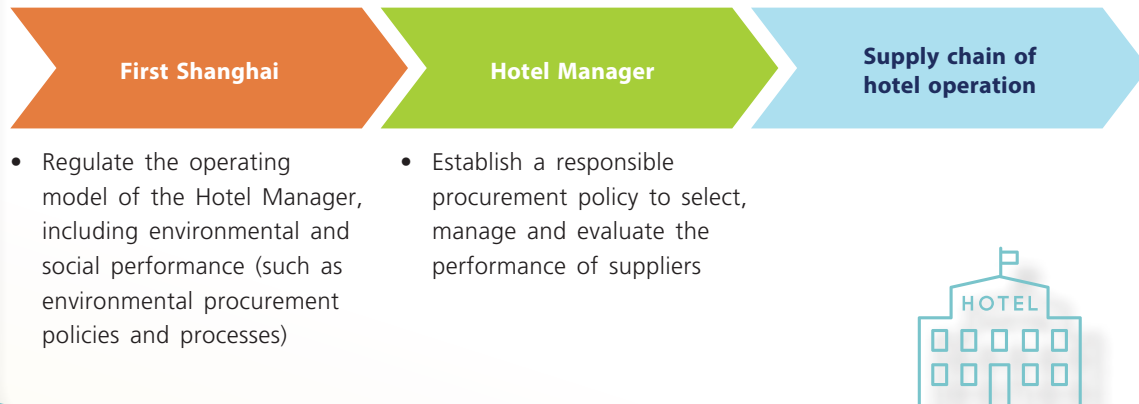 First Shanghai
Hotel Manager
Supply chain of
hotel operation
• Regulate the operating
model of the Hotel Manager,
including environmental and
social performance (such as
environmental procurement
policies and processes)
• Establish a responsible
procurement policy to select,
manage and evaluate the
performance of suppliers
HOTEL